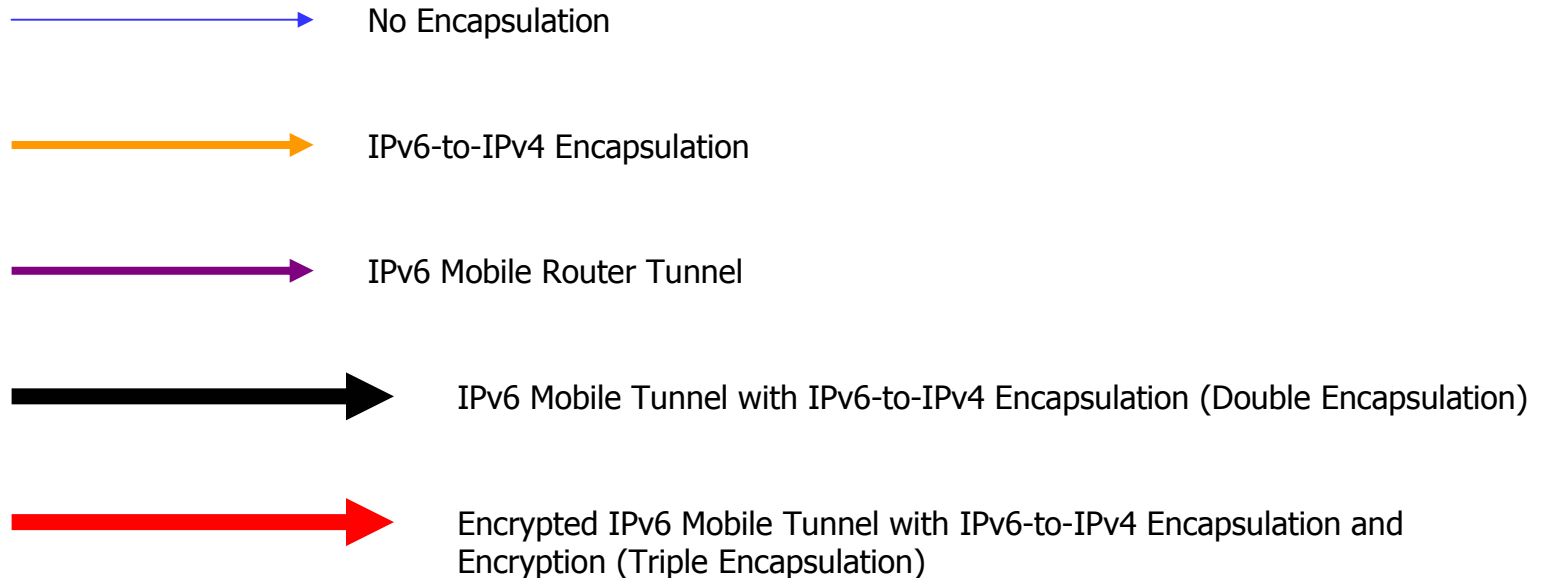 No Encapsulation
IPv6-to-IPv4 Encapsulation
IPv6 Mobile Router Tunnel
IPv6 Mobile Tunnel with IPv6-to-IPv4 Encapsulation (Double Encapsulation)
Encrypted IPv6 Mobile Tunnel with IPv6-to-IPv4 Encapsulation and
Encryption (Triple Encapsulation)